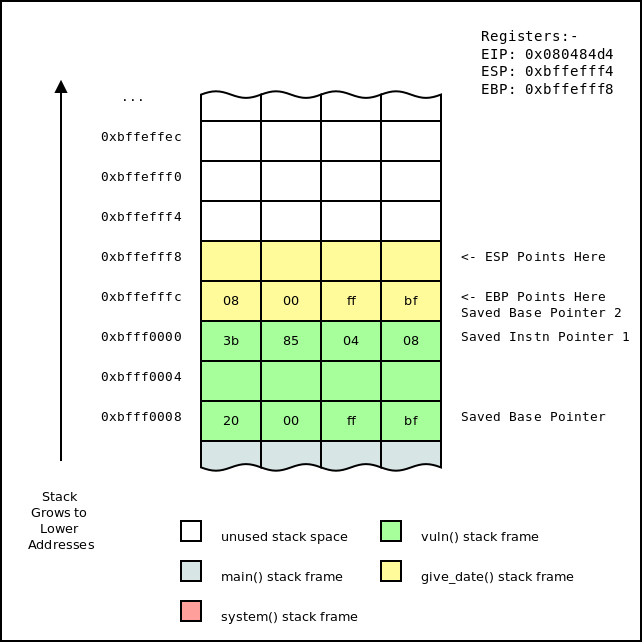 Registers:-
EIP: 0x080484d4
ESP: 0xbffefff4
EBP: 0xbffefff8
...
0xbffeffec
0xbffefff0
0xbffefff4
0xbffefff8 <- ESP Points Here
0xbffefffc 08 00 ff bf <- EBP Points Here
Saved Base Pointer 2
0xbfff0000 3b 85 04 08 Saved Instn Pointer 1
0xbfff0004
0xbfff0008 20 00 ff bf Saved Base Pointer
Stack
Grows to
Lower
Addresses
unused stack space vuln() stack frame
main() stack frame give_date() stack frame
system() stack frame